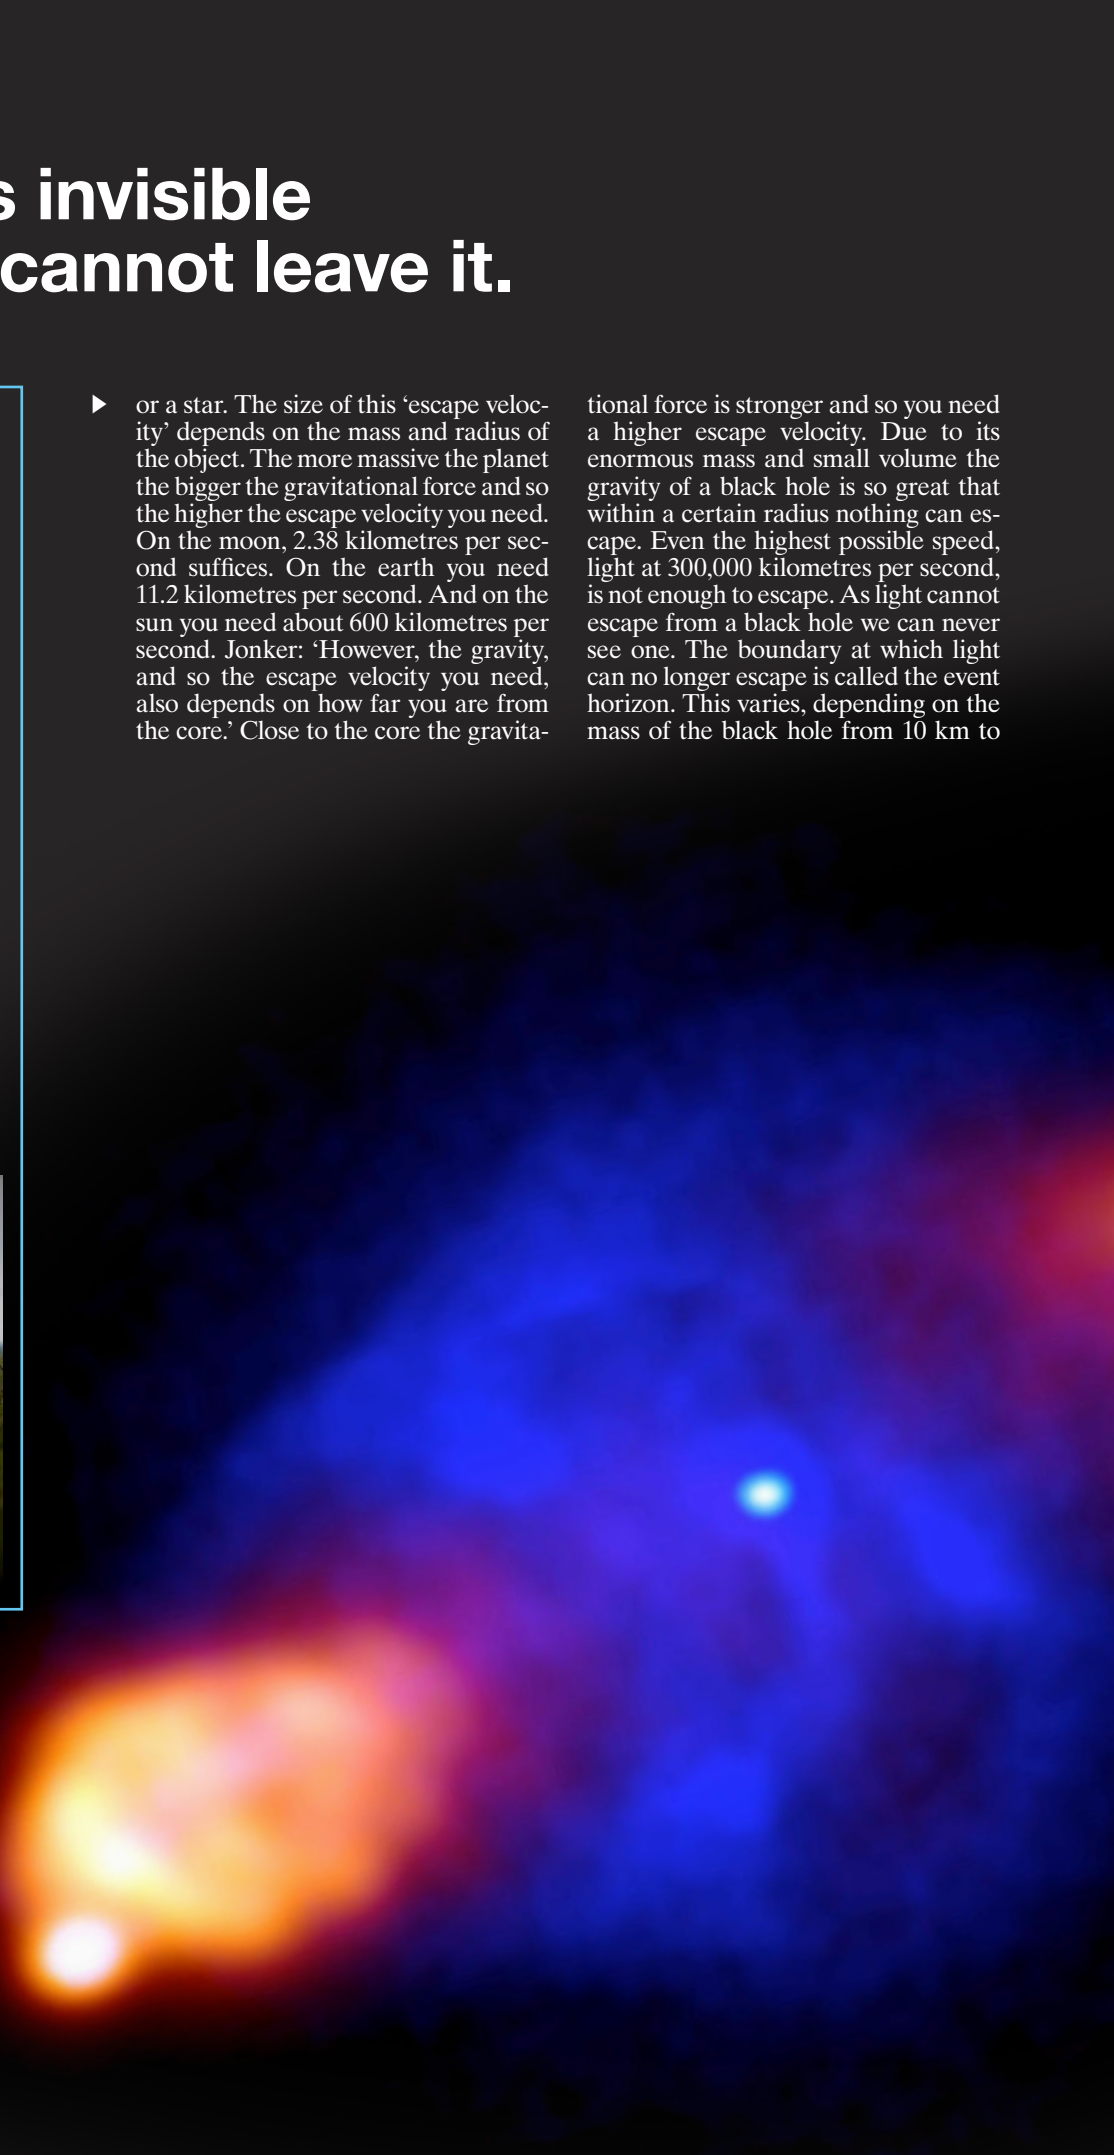 s invisible
cannot leave it.
or a star. The size of this ‘escape veloc-
ity’ depends on the mass and radius of
the object. The more massive the planet
the bigger the gravitational force and so
the higher the escape velocity you need.
On the moon, 2.38 kilometres per sec-
ond suffices. On the earth you need
11.2 kilometres per second. And on the
sun you need about 600 kilometres per
second. Jonker: ‘However, the gravity,
and so the escape velocity you need,
also depends on how far you are from
the core.’ Close to the core the gravita-
tional force is stronger and so you need
a higher escape velocity. Due to its
enormous mass and small volume the
gravity of a black hole is so great that
within a certain radius nothing can es-
cape. Even the highest possible speed,
light at 300,000 kilometres per second,
is not enough to escape. As light cannot
escape from a black hole we can never
see one. The boundary at which light
can no longer escape is called the event
horizon. This varies, depending on the
mass of the black hole from 10 km to